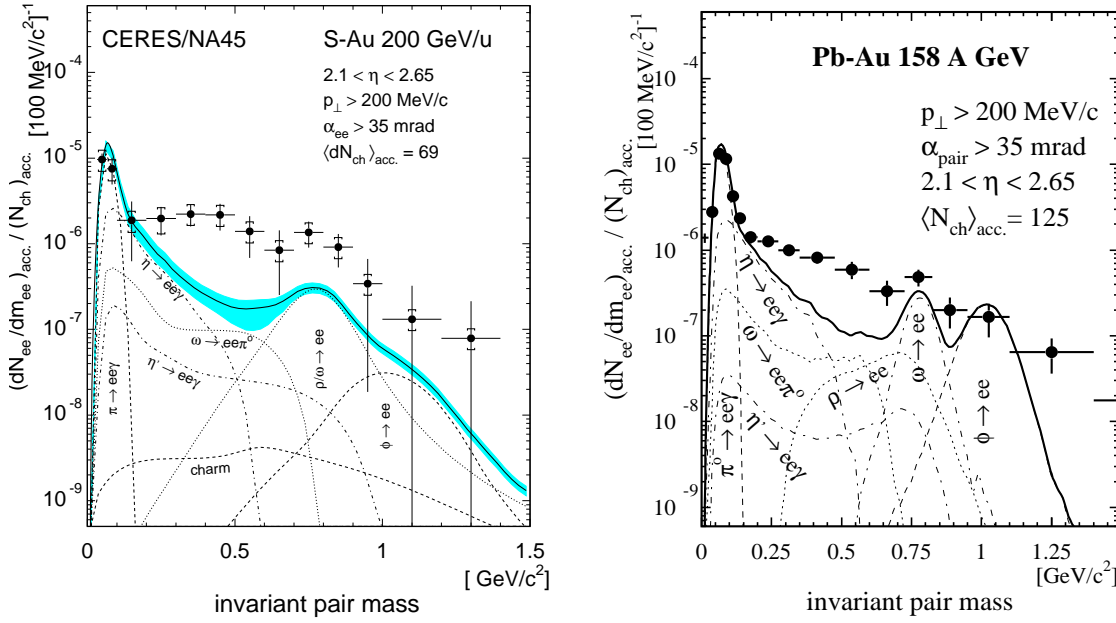 CERES/NA45
S-Au 200 GeV/u
2.1 < η < 2.65
p⊥ > 200 MeV/c
αee > 35 mrad
⟨dNch⟩acc. = 69
(dNee/dmee)acc. / (Nch)acc. [100 MeV/c²]⁻¹
10⁻⁴
10⁻⁵
10⁻⁶
10⁻⁷
10⁻⁸
10⁻⁹
η → eeγ
ω → eeπ°
η' → eeγ
π → eeγ
ρ/ω → ee
φ → ee
charm
0
0.5
1
1.5
[ GeV/c²]
invariant pair mass
Pb-Au 158 A GeV
p⊥ > 200 MeV/c
αpair > 35 mrad
2.1 < η < 2.65
⟨Nch⟩acc. = 125
(dNee/dmee)acc. / (Nch)acc. [100 MeV/c²]⁻¹
10⁻⁴
10⁻⁵
10⁻⁶
10⁻⁷
10⁻⁸
10⁻⁹
η → eeγ
ω → eeπ°
ρ → ee
η → eeγ
π° → eeγ
ω → ee
φ → ee
0
0.25
0.5
0.75
1
1.25
[GeV/c²]
invariant pair mass